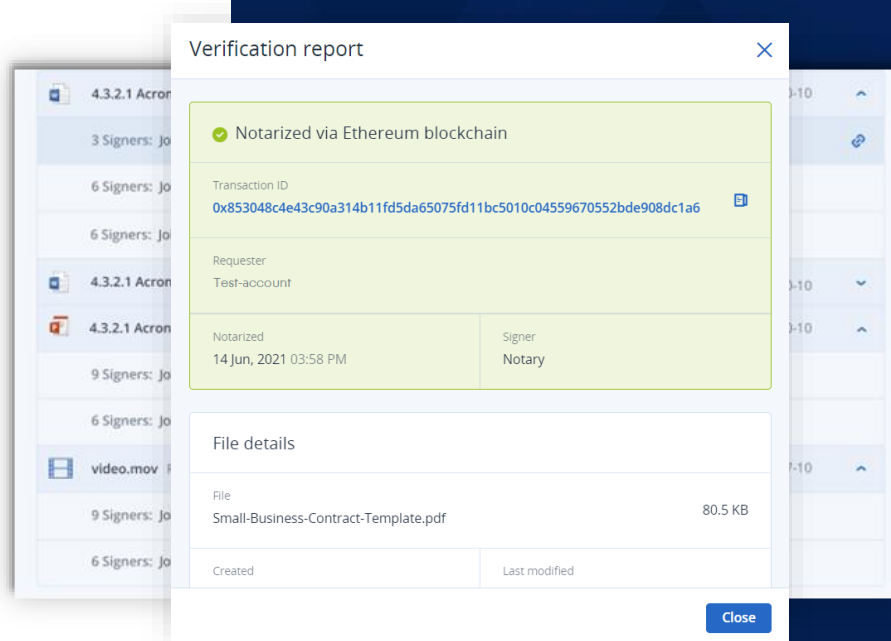 Verification report
Notarized via Ethereum blockchain
Transaction ID
0x853048c4e43c90a314b11fd5da65075fd11bc5010c04559670552bde908dc1a6
Requester
Test-account
Notarized
Signer
14 Jun, 2021 03:58 PM
Notary
File details
File
Small-Business-Contract-Template.pdf
80.5 KB
Created
Last modified
Close
4.3.2.1 Acron
3 Signers: Jo
6 Signers: Jo
6 Signers: Jo
4.3.2.1 Acron
4.3.2.1 Acron
9 Signers: Jo
6 Signers: Jo
video.mov
9 Signers: Jo
6 Signers: Jo